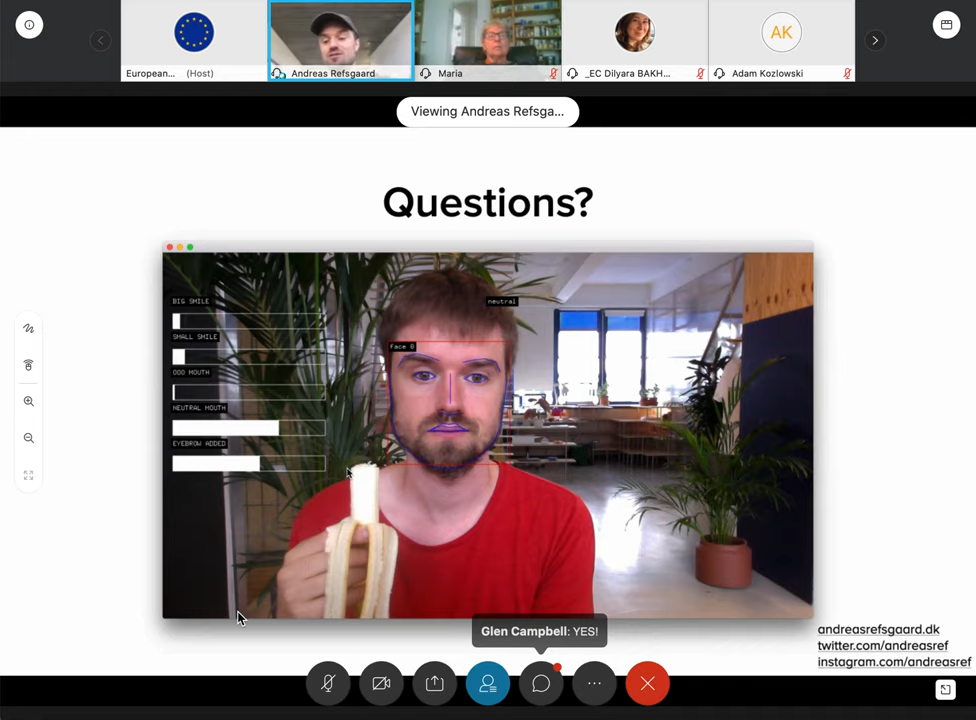 European... (Host)
Andreas Refsgaard
Maria
_EC Dilyara BAKH...
AK
Adam Kozlowski
Viewing Andreas Refsga...
Questions?
BIG SMILE
SMALL SMILE
ODD MOUTH
NEUTRAL MOUTH
EYEBROW ADDED
neutral
Face 0
Glen Campbell: YES!
andreasrefsgaard.dk
twitter.com/andreasref
instagram.com/andreasref